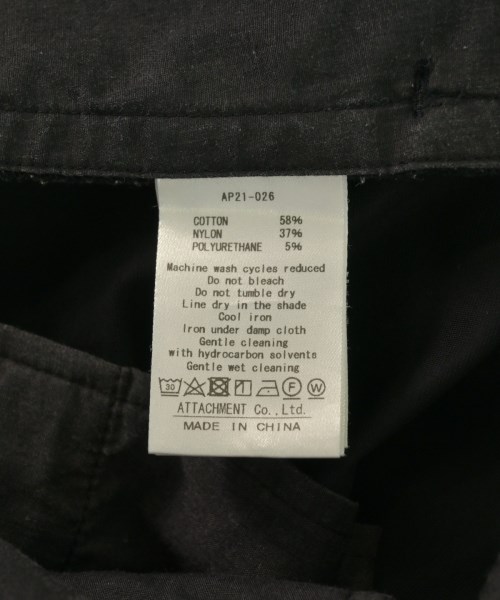 AP21-026
COTTON 58%
NYLON 37%
POLYURETHANE 5%
Machine wash cycles reduced
Do not bleach
Do not tumble dry
Line dry in the shade
Cool iron
Iron under damp cloth
Gentle cleaning
with hydrocarbon solvents
Gentle wet cleaning
30 F W
ATTACHMENT Co., Ltd.
MADE IN CHINA